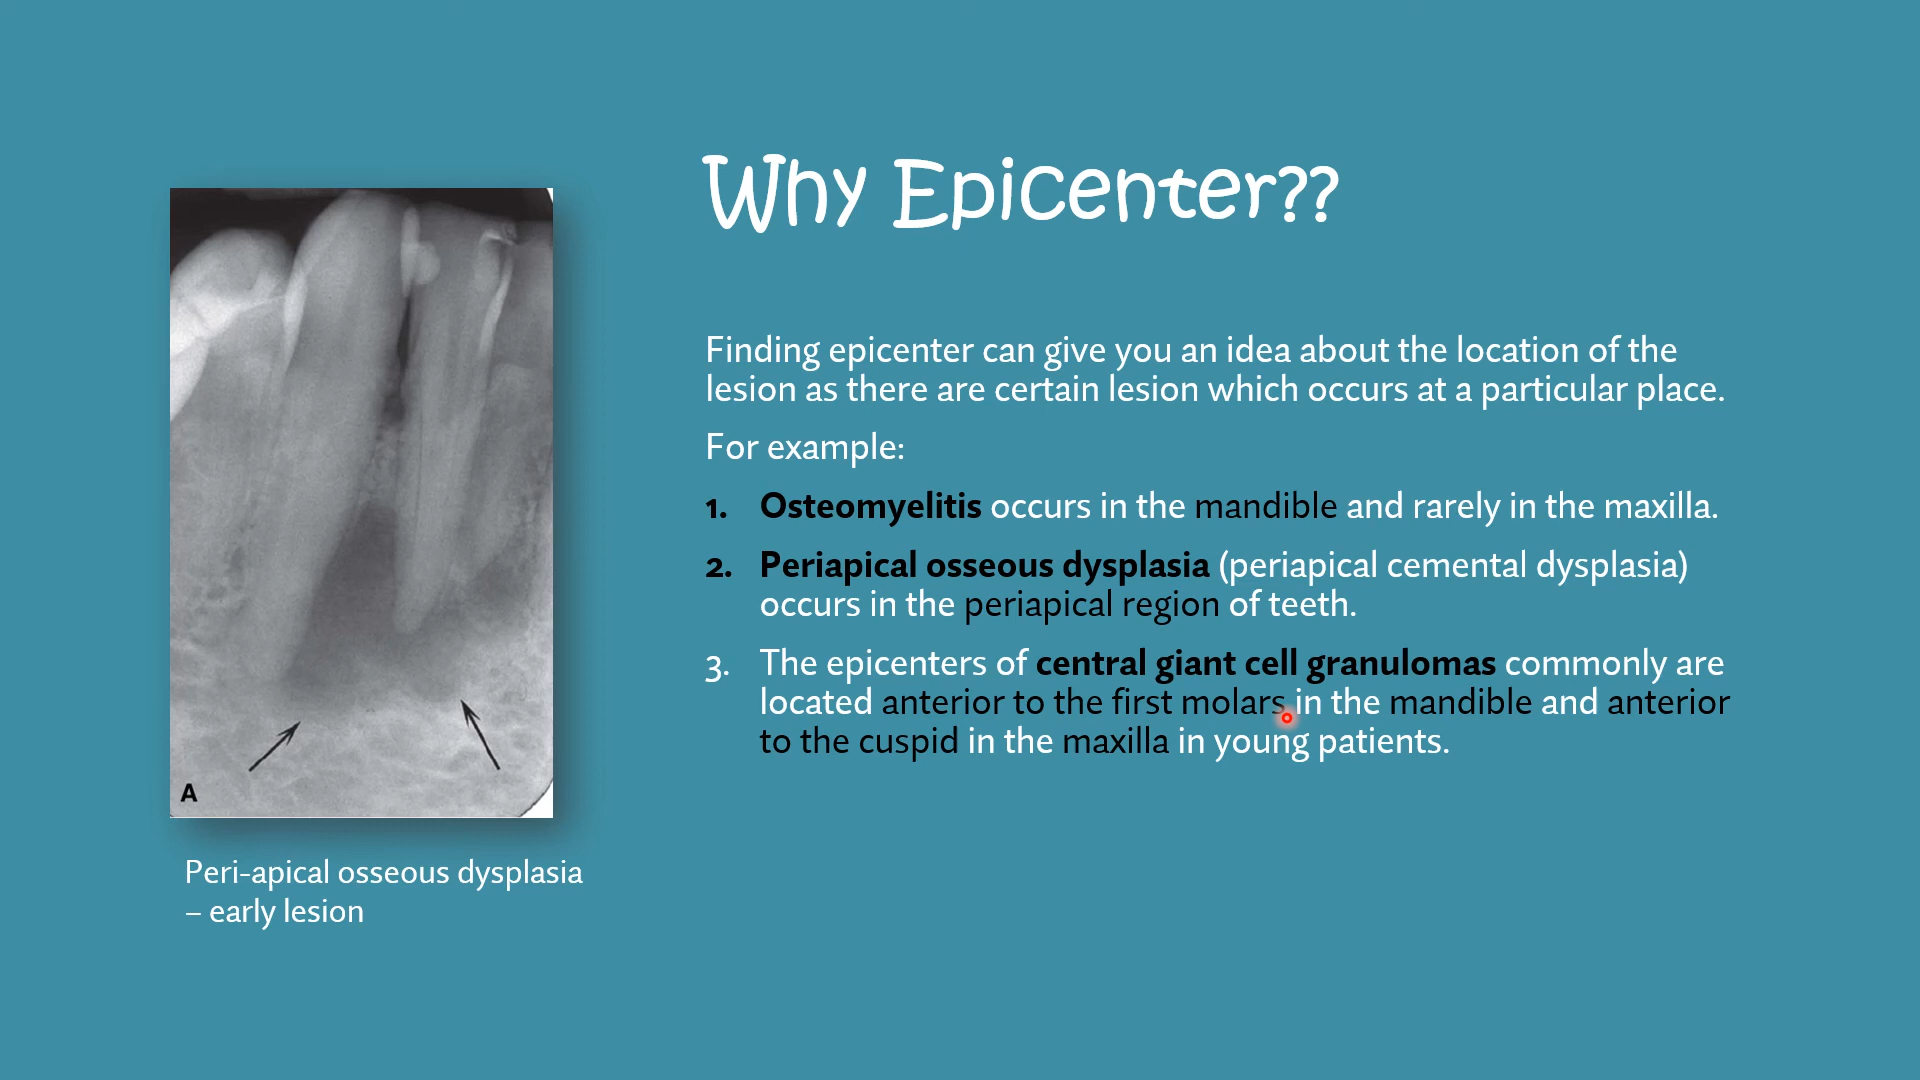 Why Epicenter??
Finding epicenter can give you an idea about the location of the
lesion as there are certain lesion which occurs at a particular place.
For example:
1. Osteomyelitis occurs in the mandible and rarely in the maxilla.
2. Periapical osseous dysplasia (periapical cemental dysplasia)
occurs in the periapical region of teeth.
3. The epicenters of central giant cell granulomas commonly are
located anterior to the first molars in the mandible and anterior
to the cuspid in the maxilla in young patients.
A
Peri-apical osseous dysplasia
– early lesion